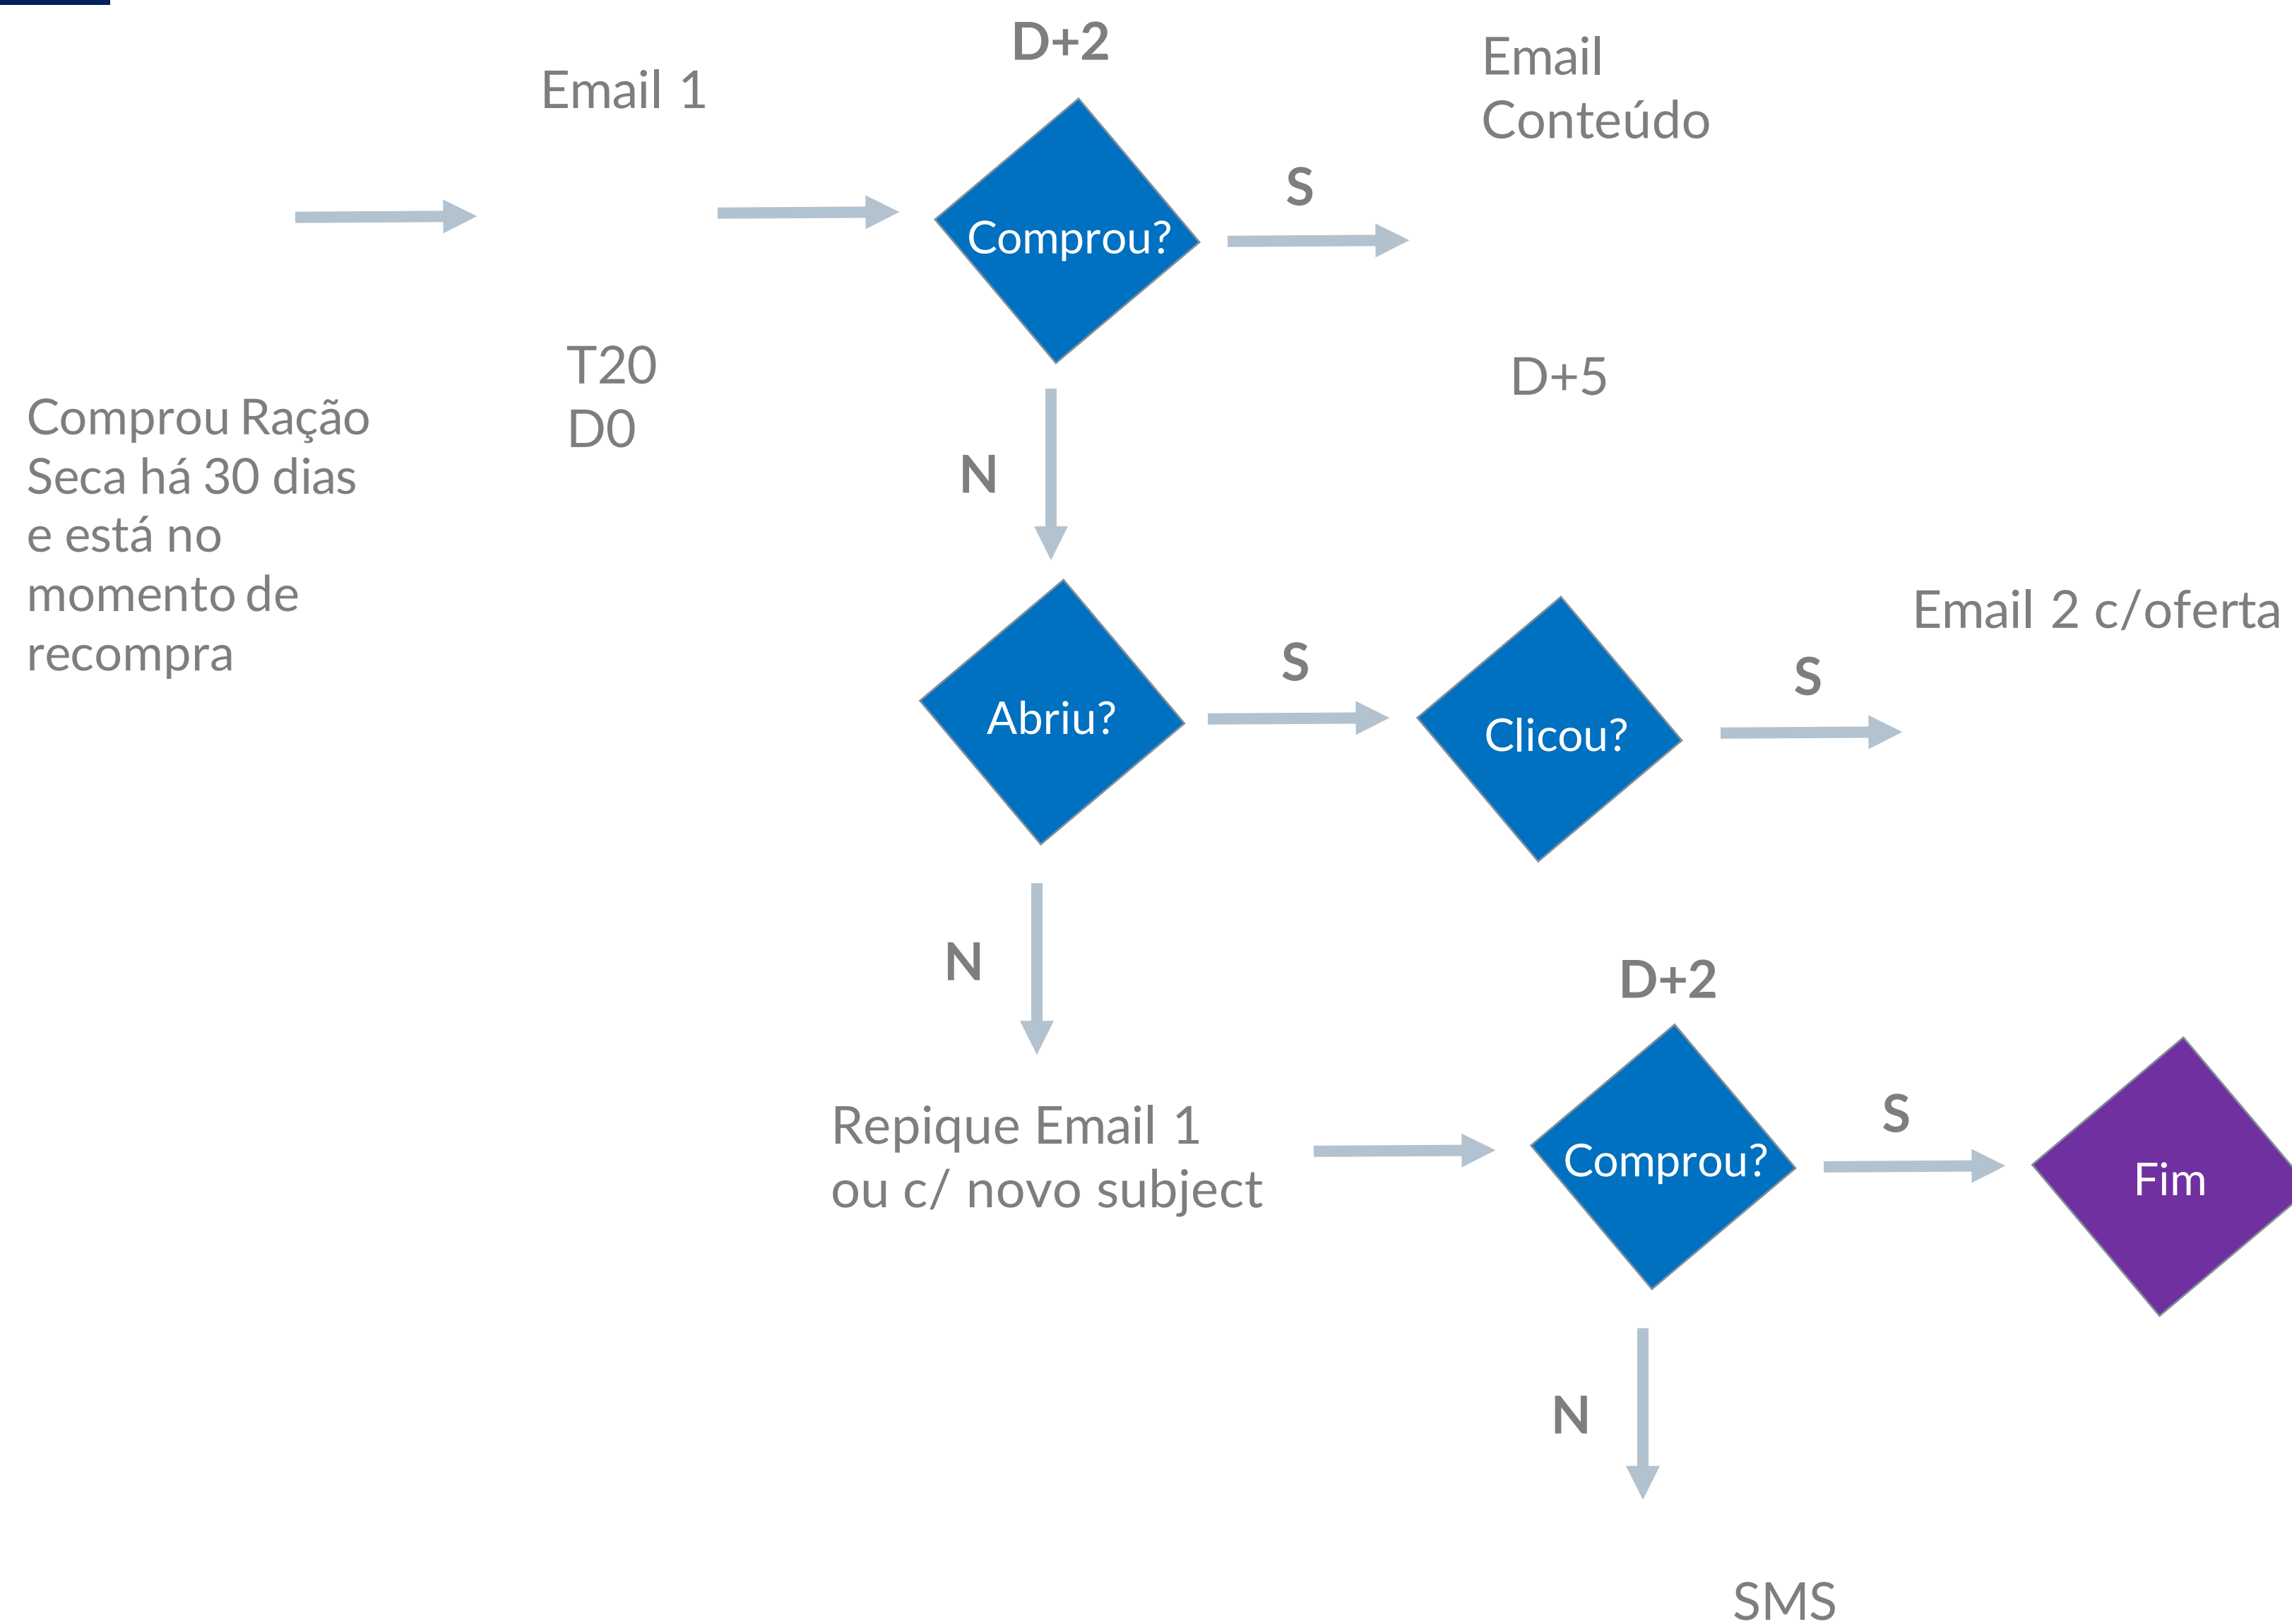 D+2
Email 1
Email
Conteúdo
S
Comprou?
T20
D0
D+5
Comprou Ração
Seca há 30 dias
e está no
momento de
recompra
N
Email 2 c/oferta
S
S
Abriu?
Clicou?
N
D+2
Repique Email 1
ou c/ novo subject
S
Comprou?
Fim
N
SMS